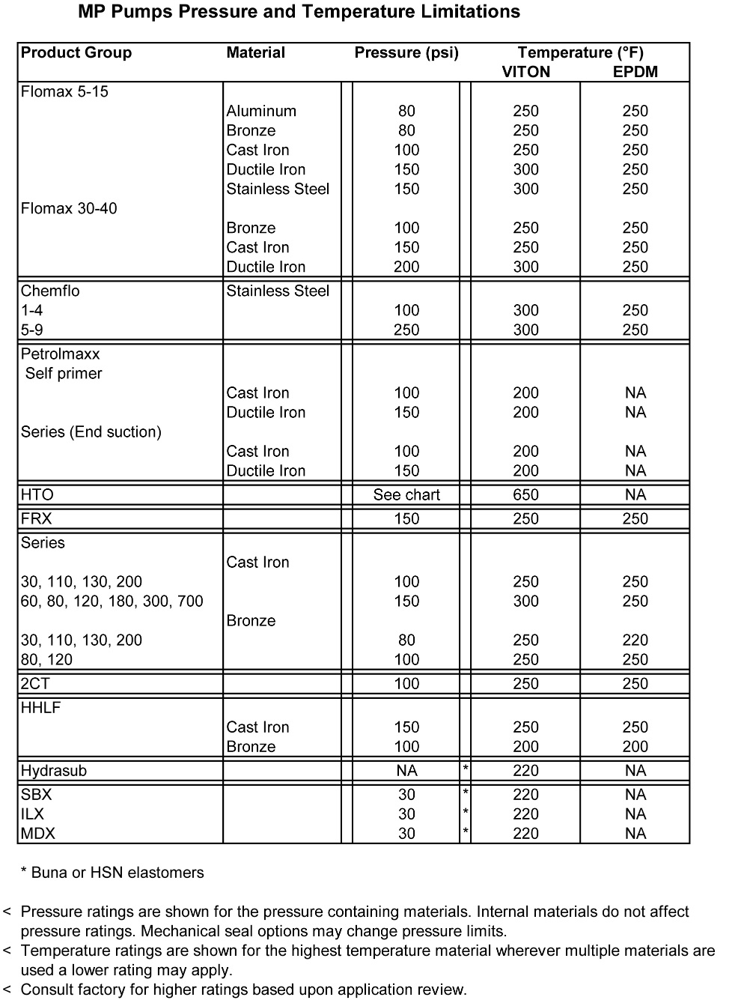 MP Pumps Pressure and Temperature Limitations
Product Group Material Pressure (psi) Temperature (°F)
VITON EPDM
Flomax 5-15
Aluminum 80 250 250
Bronze 80 250 250
Cast Iron 100 250 250
Ductile Iron 150 300 250
Stainless Steel 150 300 250
Flomax 30-40
Bronze 100 250 250
Cast Iron 150 250 250
Ductile Iron 200 300 250
Chemflo Stainless Steel
1-4 100 300 250
5-9 250 300 250
Petrolmaxx
Self primer
Cast Iron 100 200 NA
Ductile Iron 150 200 NA
Series (End suction)
Cast Iron 100 200 NA
Ductile Iron 150 200 NA
HTO See chart 650 NA
FRX 150 250 250
Series
Cast Iron
30, 110, 130, 200 100 250 250
60, 80, 120, 180, 300, 700 150 300 250
Bronze
30, 110, 130, 200 80 250 220
80, 120 100 250 250
2CT 100 250 250
HHLF
Cast Iron 150 250 250
Bronze 100 200 200
Hydrasub NA * 220 NA
SBX 30 * 220 NA
ILX 30 * 220 NA
MDX 30 * 220 NA
* Buna or HSN elastomers
< Pressure ratings are shown for the pressure containing materials. Internal materials do not affect
pressure ratings. Mechanical seal options may change pressure limits.
< Temperature ratings are shown for the highest temperature material wherever multiple materials are
used a lower rating may apply.
< Consult factory for higher ratings based upon application review.